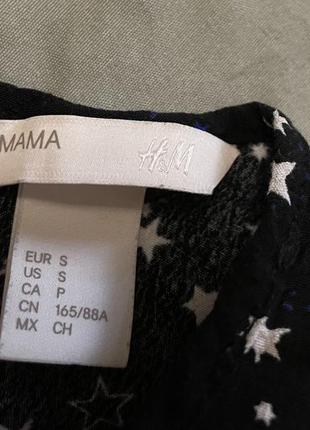 MAMA H&M
EUR S
US S
CA P
CN 165/88A
MX CH